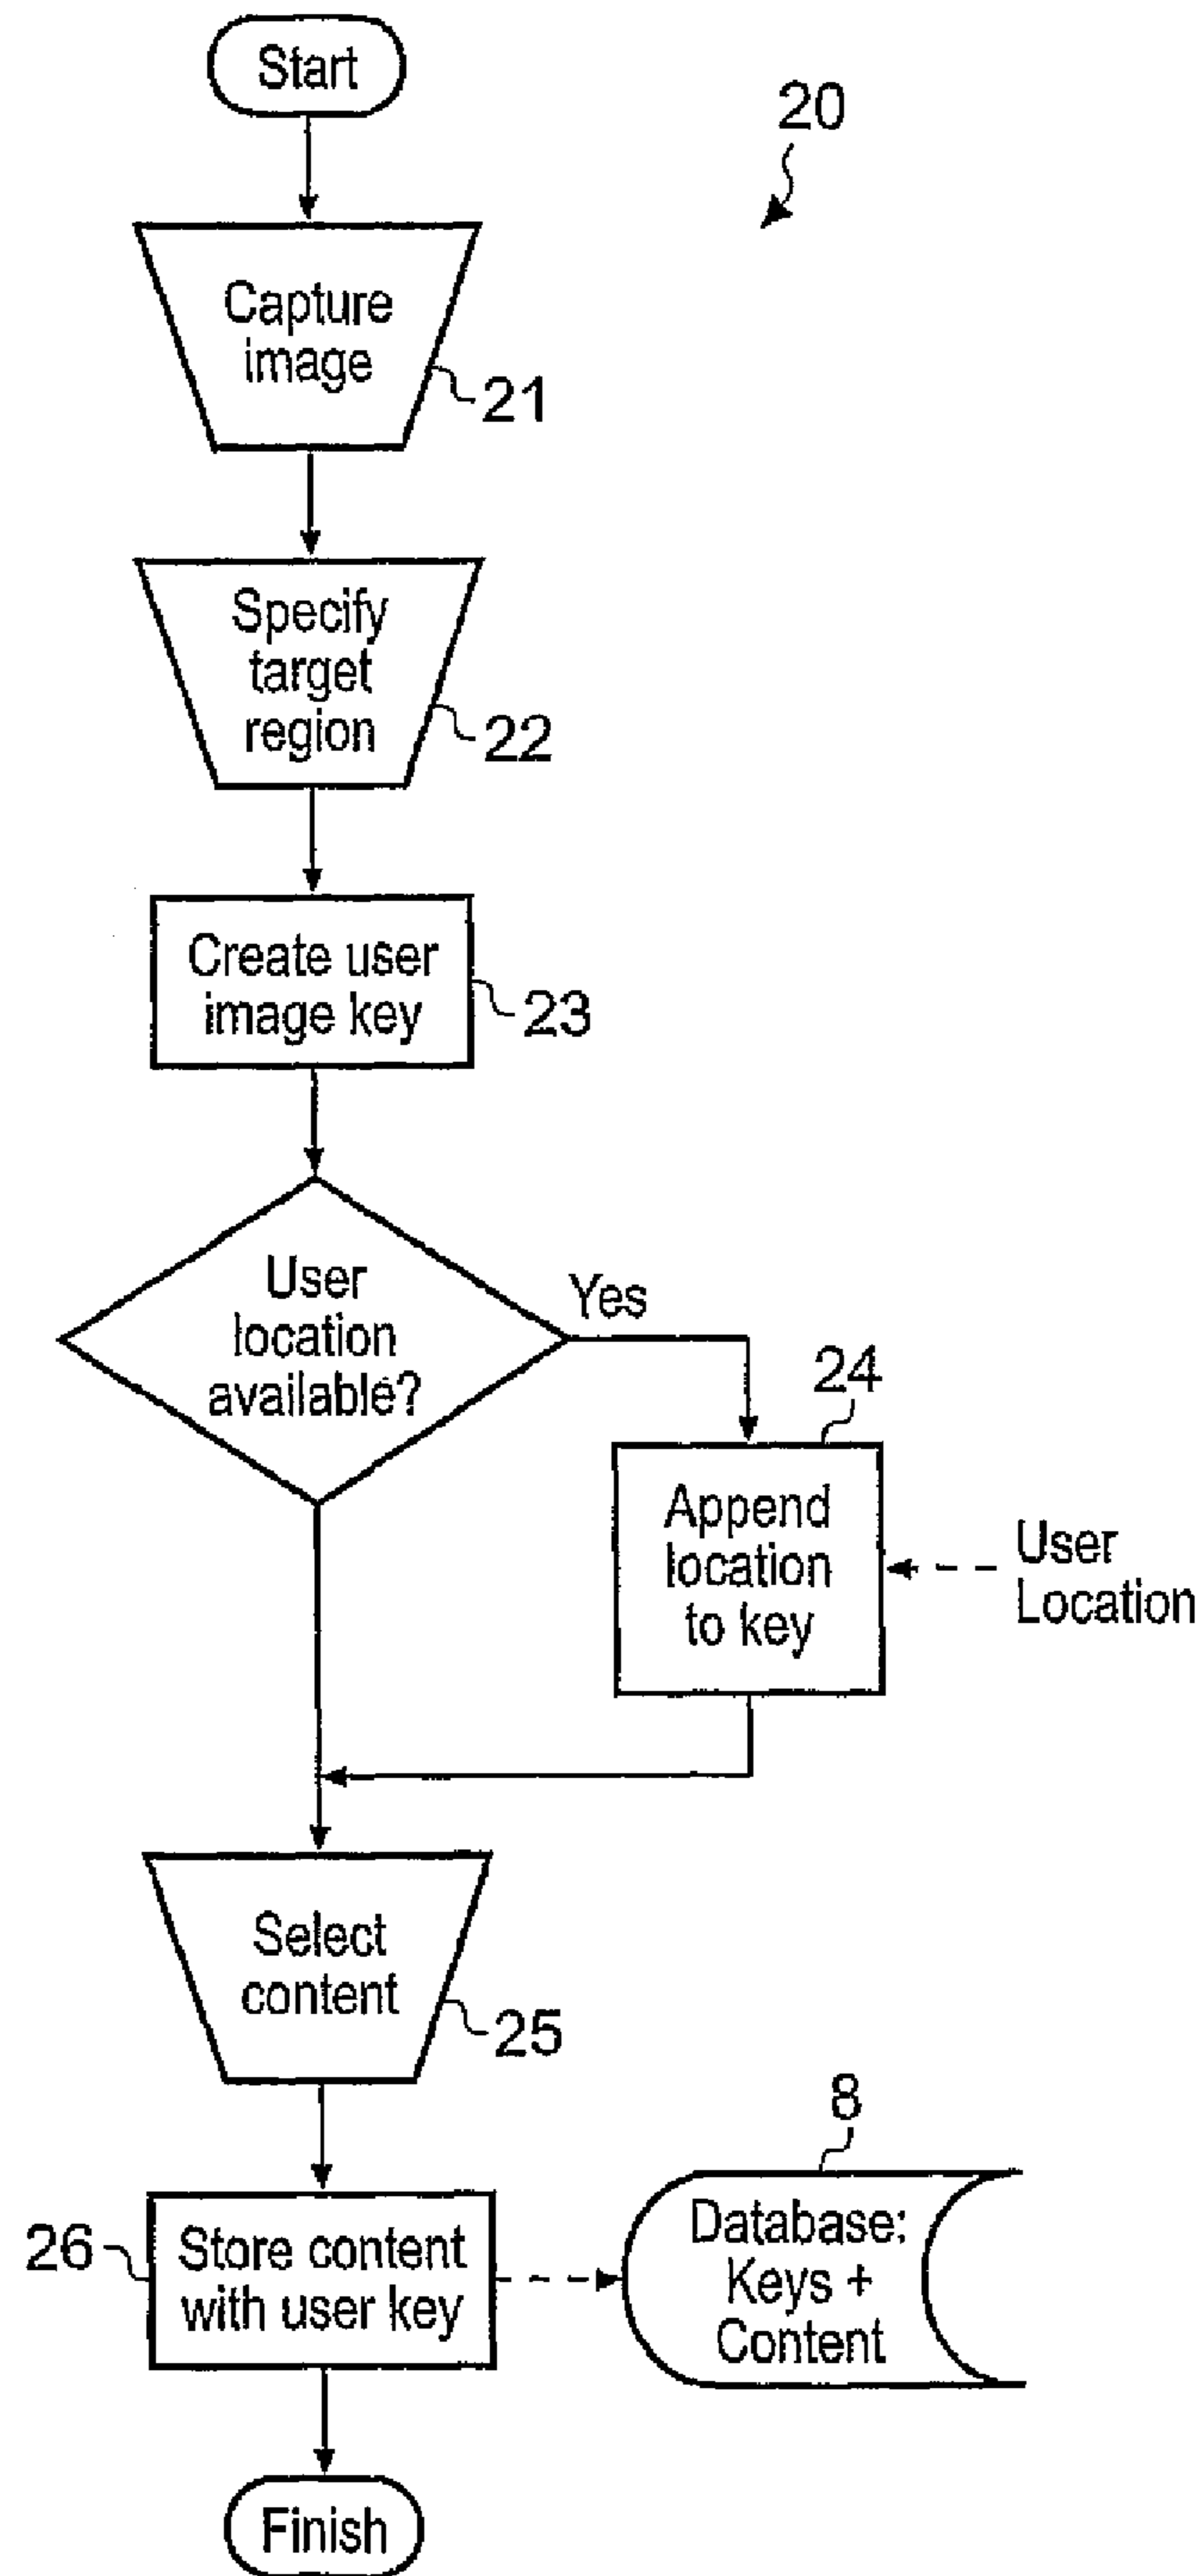 Start
20
Capture
image
21
Specify
target
region
22
Create user
image key
23
User
location
available?
Yes
24
Append
location
to key
User
Location
Select
content
25
8
26
Store content
with user key
Database:
Keys +
Content
Finish